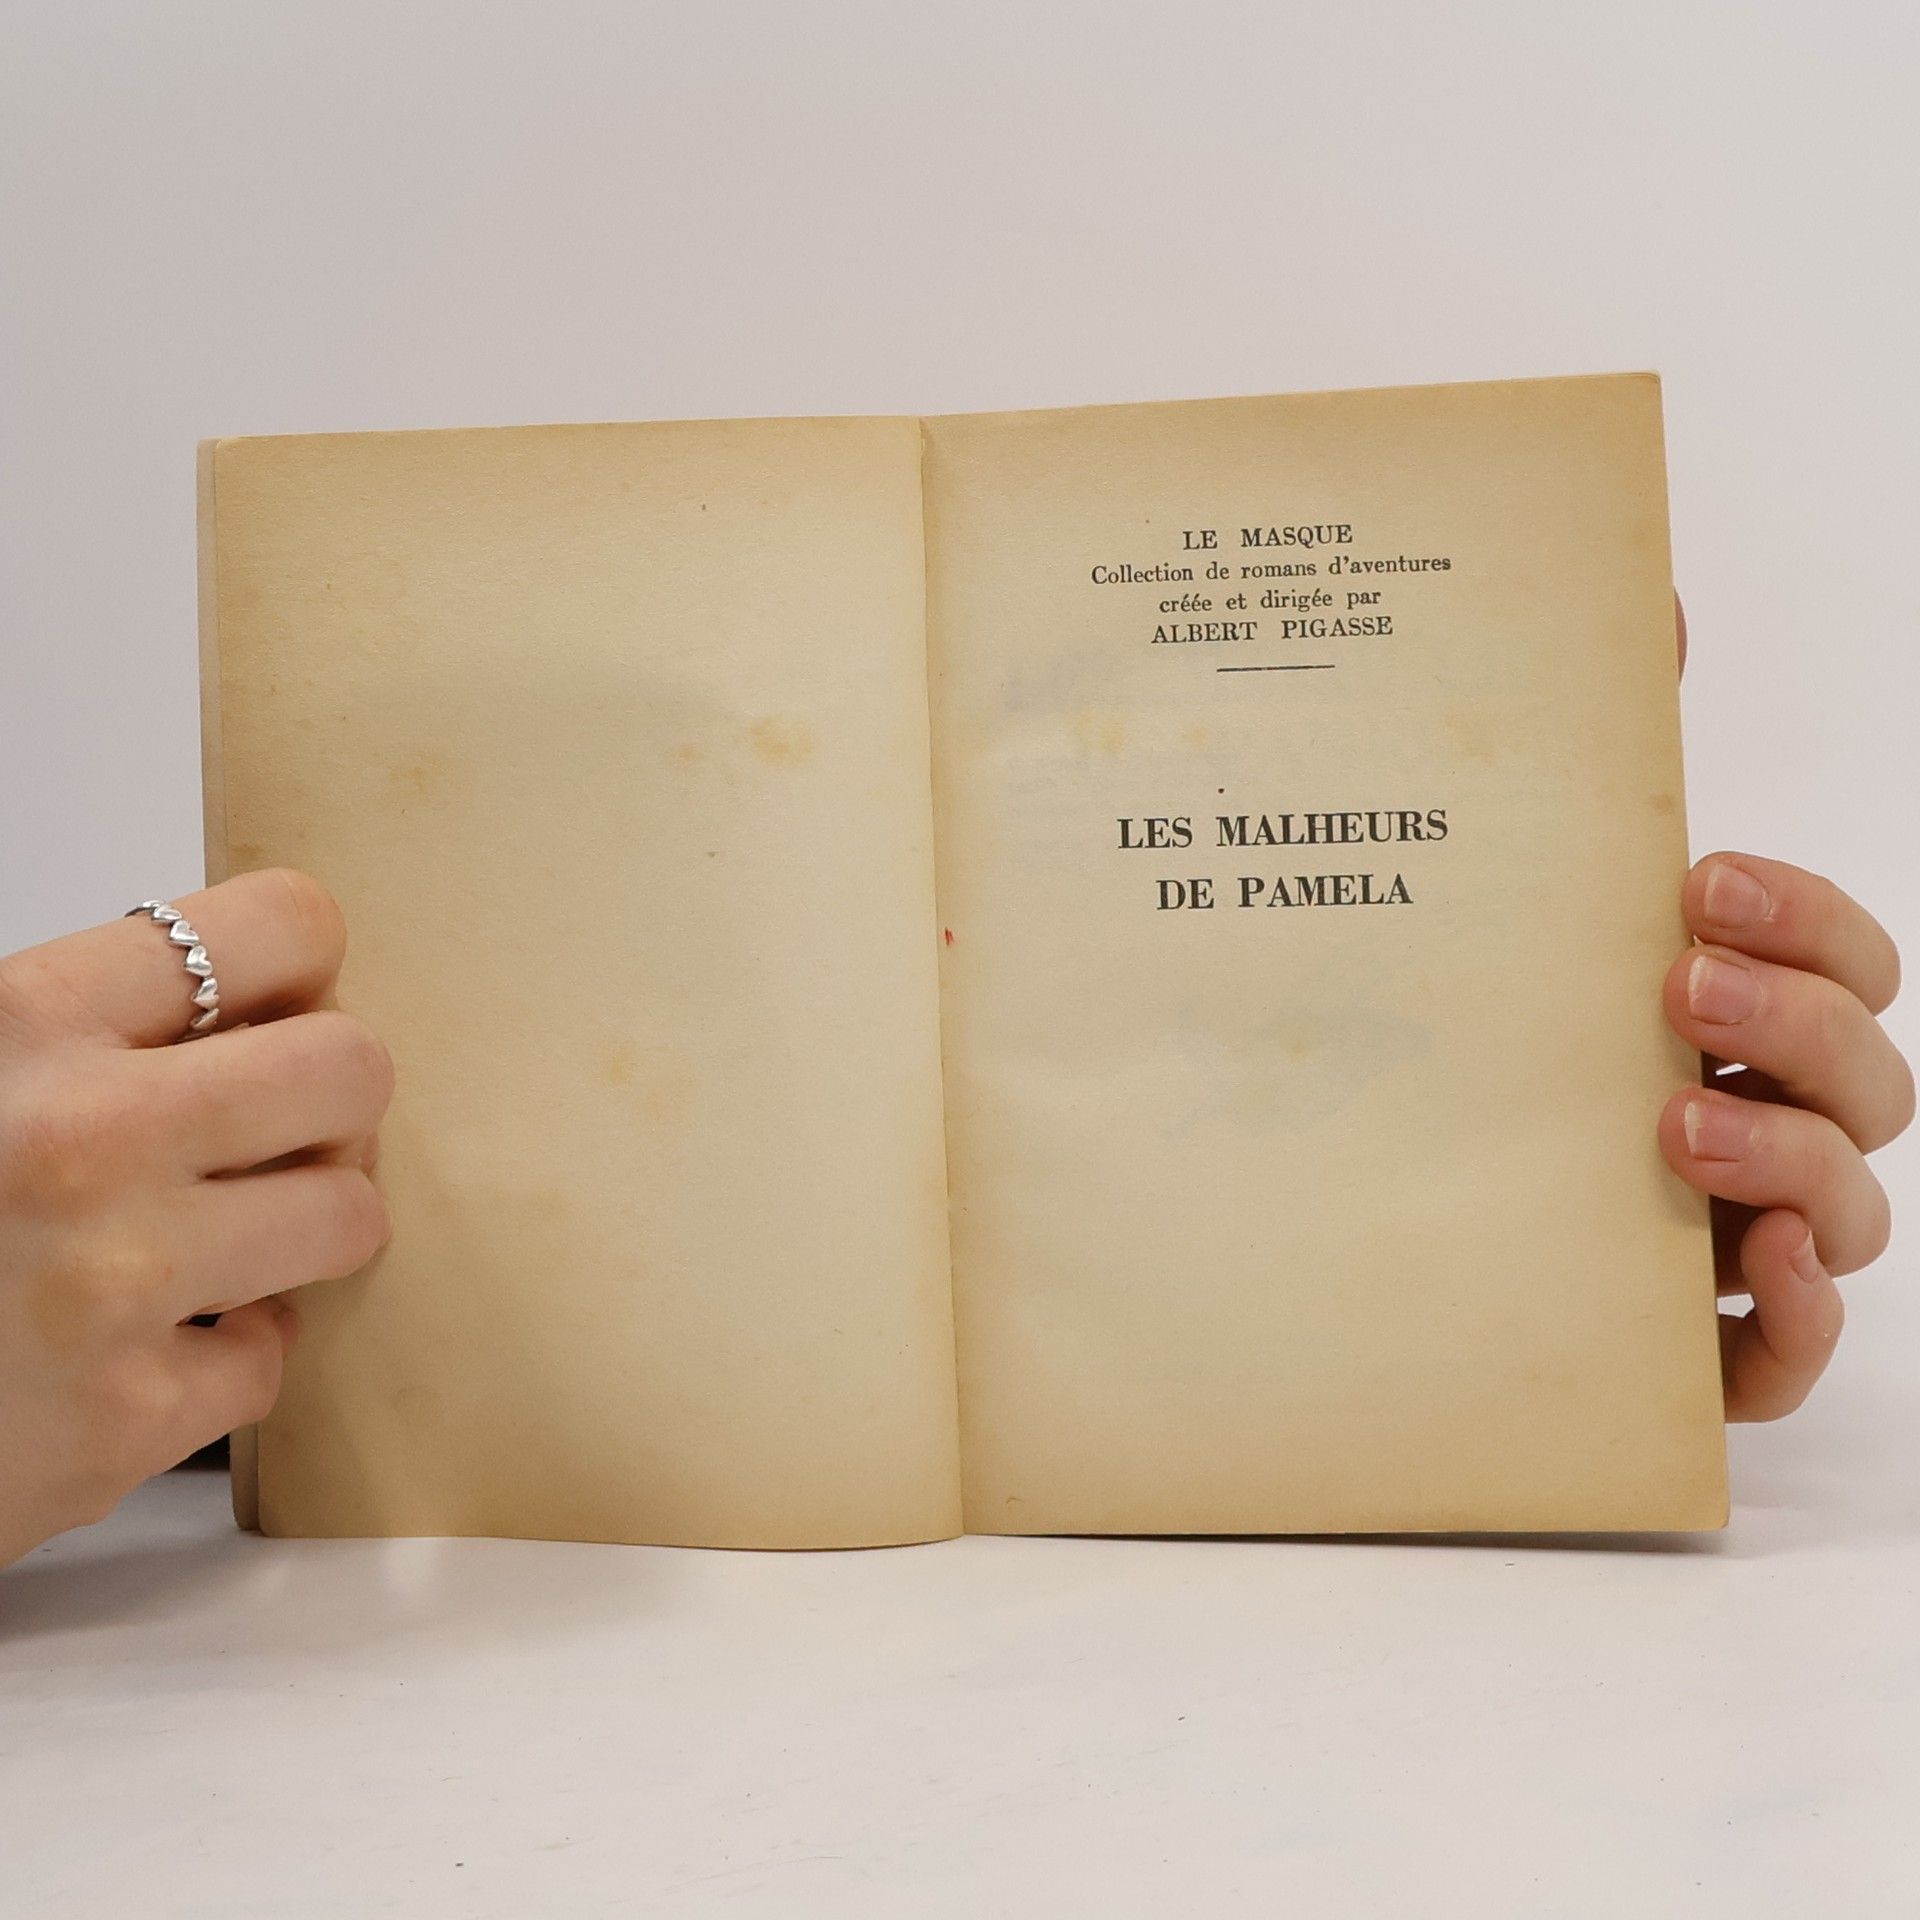 LE MASQUE
Collection de romans d'aventures
créée et dirigée par
ALBERT PIGASSE
LES MALHEURS
DE PAMELA